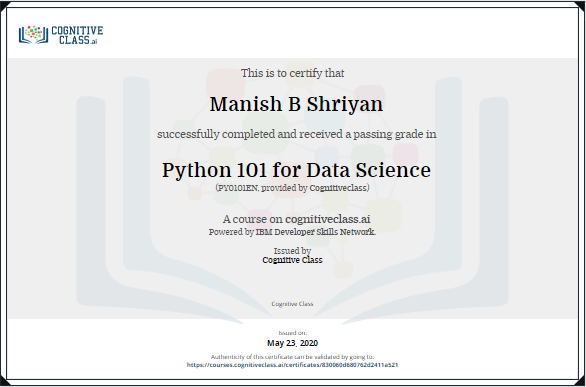 COGNITIVE
CLASS.ai
This is to certify that
Manish B Shriyan
successfully completed and received a passing grade in
Python 101 for Data Science
(PY0101EN, provided by Cognitiveclass)
A course on cognitiveclass.ai
Powered by IBM Developer Skills Network.
Issued by
Cognitive Class
Cognitive Class
Issued on:
May 23, 2020
Authenticity of this certificate can be validated by going to:
https://courses.cognitiveclass.ai/certificates/830060d680762d2411a521